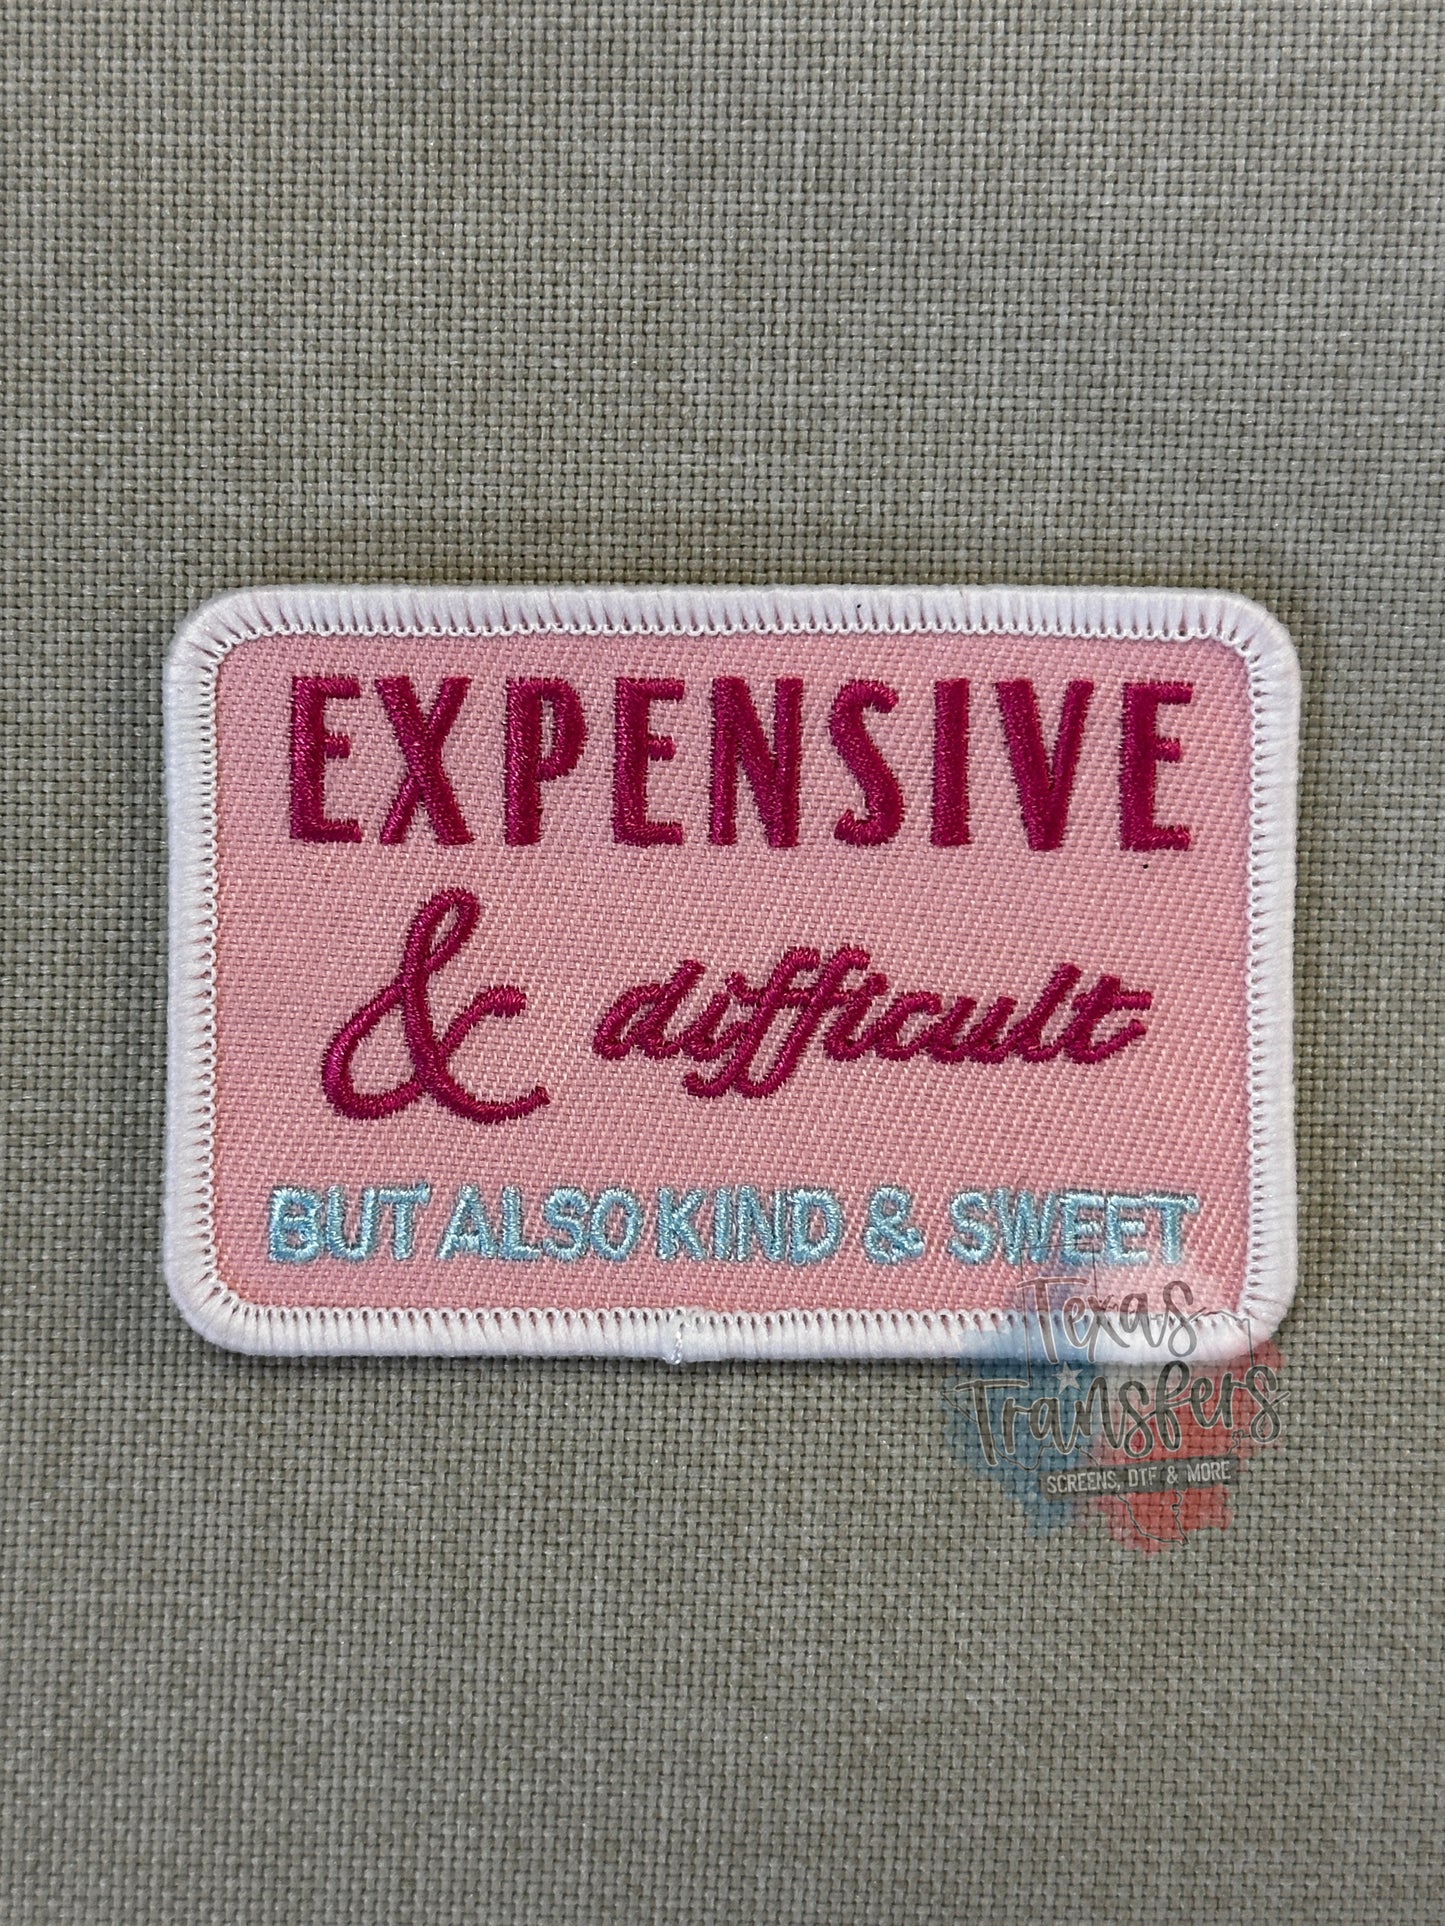 EXPENSIVE
& difficult
BUT ALSO KIND & SWEET
Texas
Transfers
SCREENS, DTF & MORE